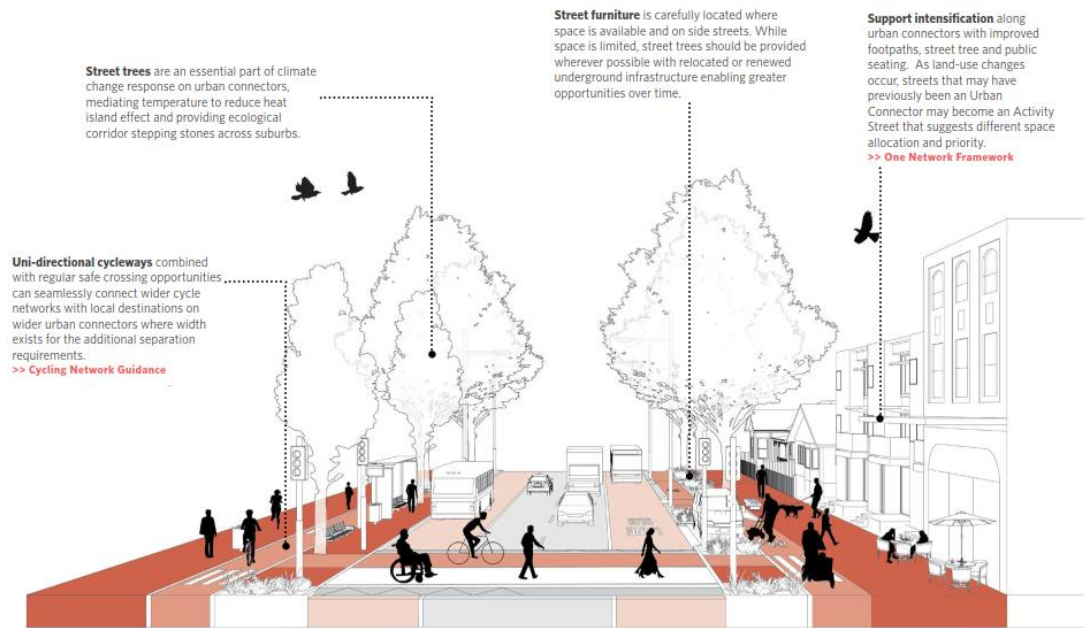 Street furniture is carefully located where
space is available and on side streets. While
space is limited, street trees should be provided
wherever possible with relocated or renewed
underground infrastructure enabling greater
opportunities over time.
Support intensification along
urban connectors with improved
footpaths, street tree and public
seating. As land-use changes
occur, streets that may have
previously been an Urban
Connector may become an Activity
Street that suggests different space
allocation and priority.
>> One Network Framework
Street trees are an essential part of climate
change response on urban connectors,
mediating temperature to reduce heat
island effect and providing ecological
corridor stepping stones across suburbs.
Uni-directional cycleways combined
with regular safe crossing opportunities
can seamlessly connect wider cycle
networks with local destinations on
wider urban connectors where width
exists for the additional separation
requirements.
>> Cycling Network Guidance